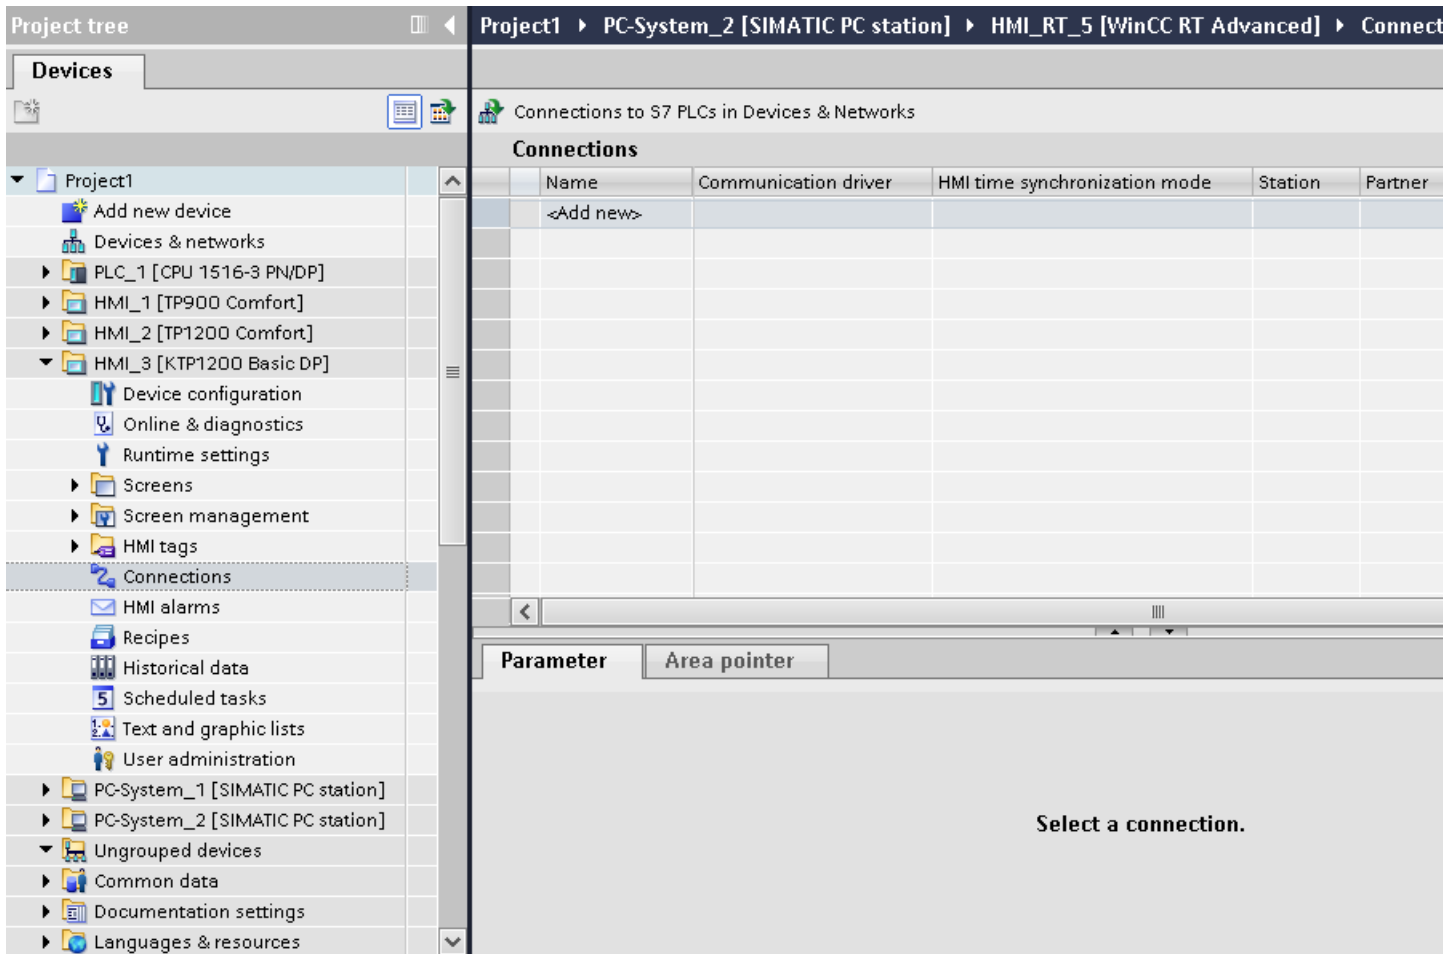 Project tree
Devices
Project1
Add new device
Devices & networks
PLC_1 [CPU 1516-3 PN/DP]
HMI_1 [TP900 Comfort]
HMI_2 [TP1200 Comfort]
HMI_3 [KTP1200 Basic DP]
Device configuration
Online & diagnostics
Runtime settings
Screens
Screen management
HMI tags
Connections
HMI alarms
Recipes
Historical data
5 Scheduled tasks
Text and graphic lists
User administration
PC-System_1 [SIMATIC PC station]
PC-System_2 [SIMATIC PC station]
Ungrouped devices
Common data
Documentation settings
Languages & resources
Project1 PC-System_2 [SIMATIC PC station] HMI_RT_5 [WinCC RT Advanced] Connect
Connections to S7 PLCs in Devices & Networks
Connections
Name Communication driver HMI time synchronization mode Station Partner
<Add new>
Parameter Area pointer
Select a connection.